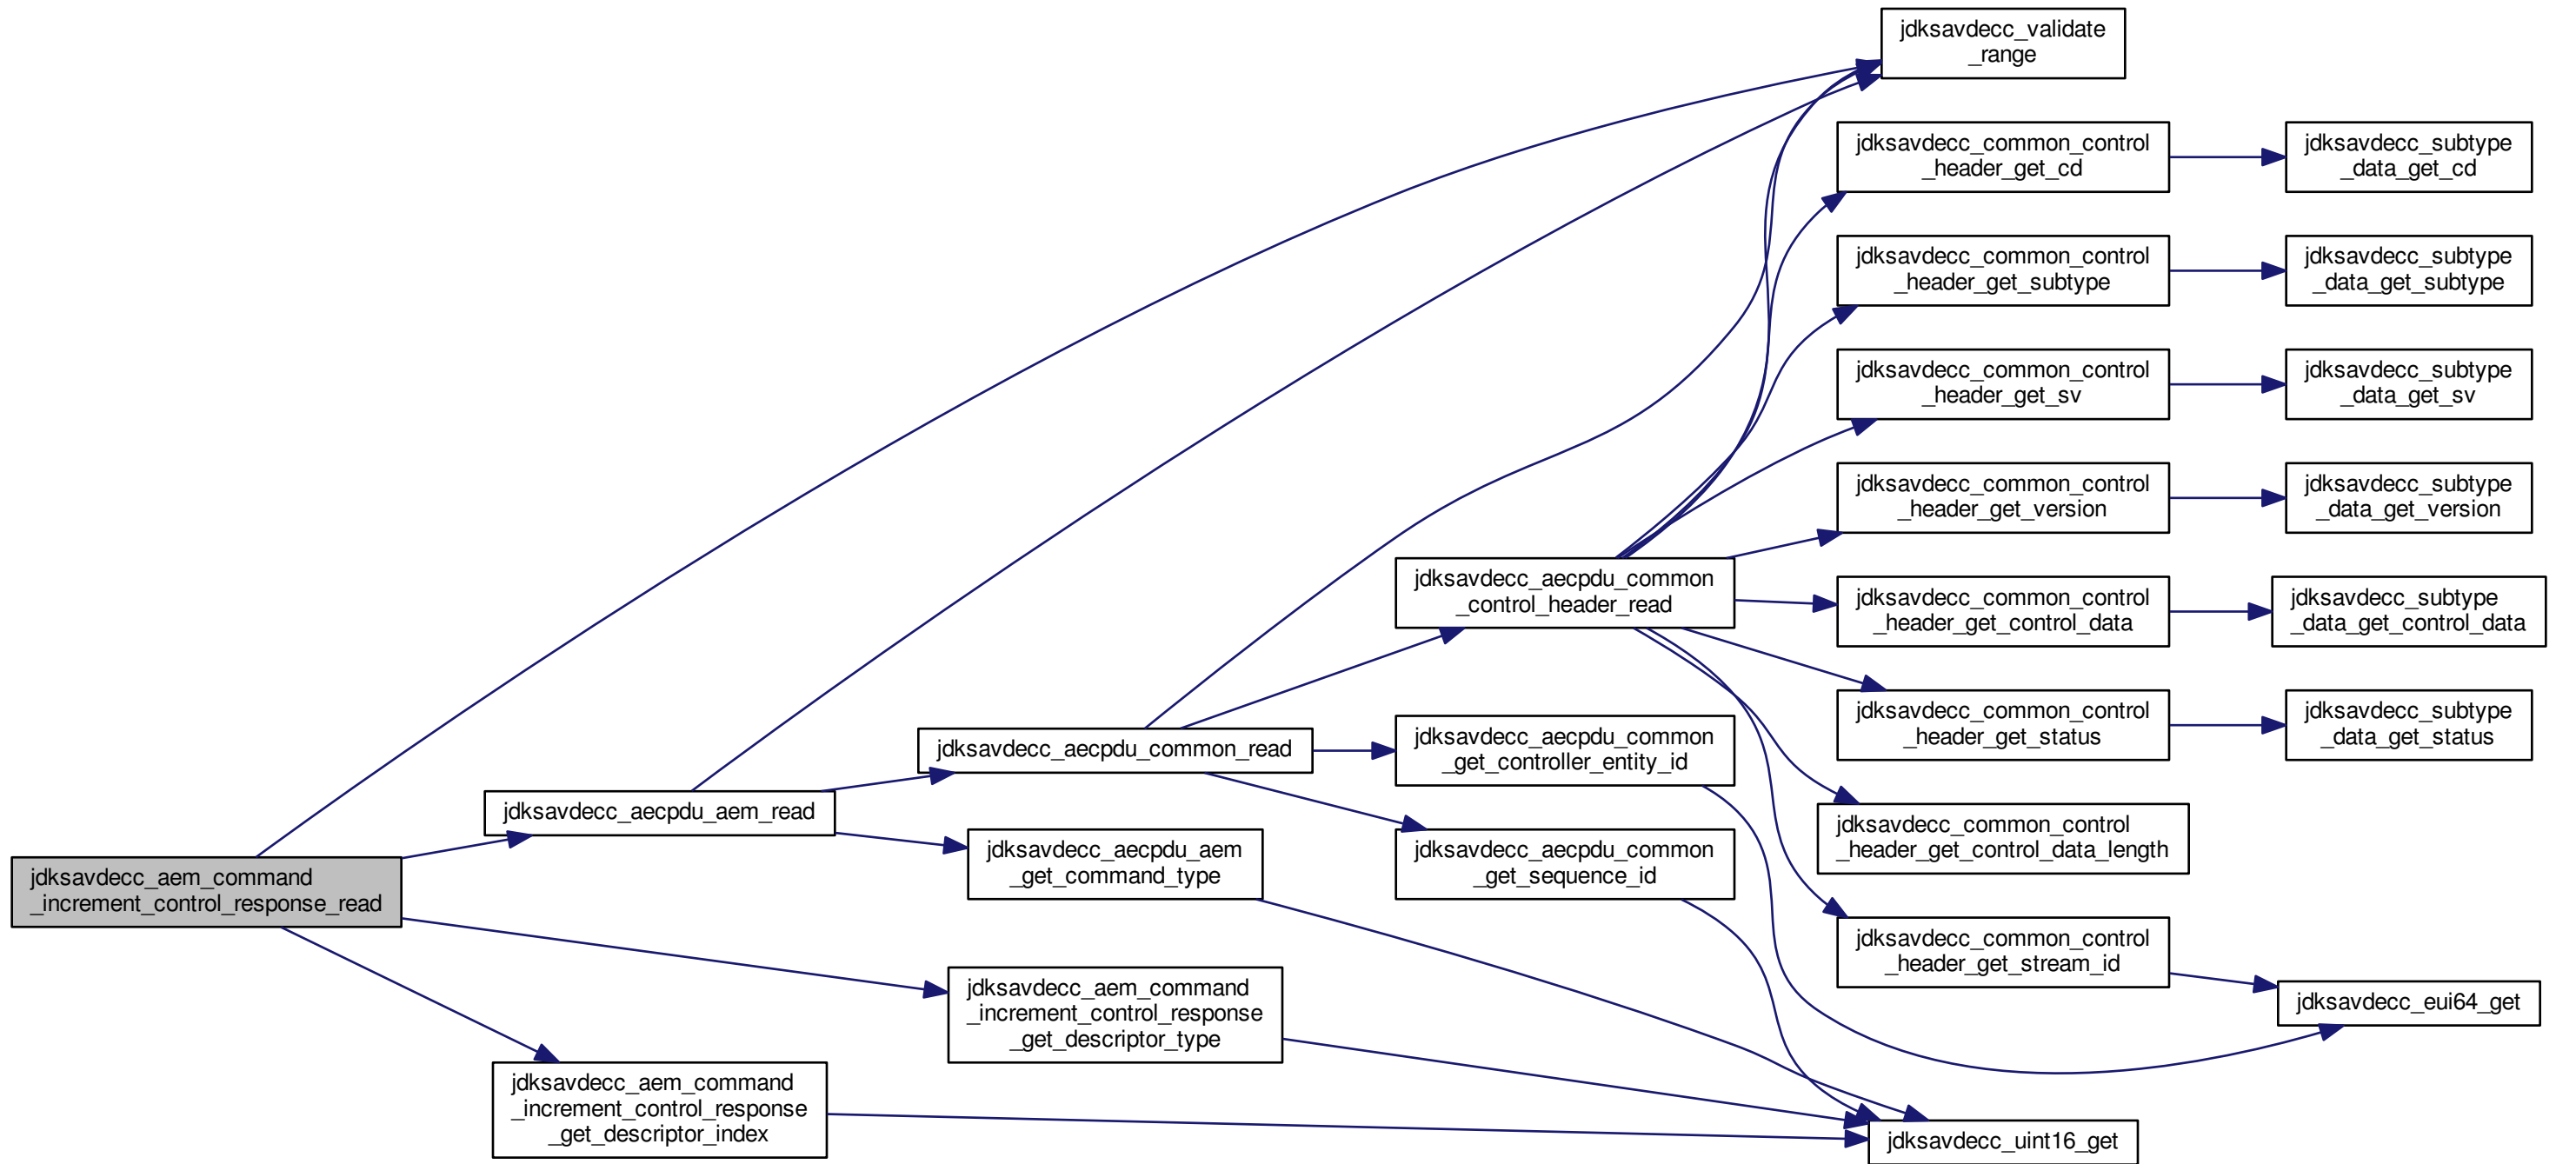 jdksavdecc_validate
_range
jdksavdecc_common_control
_header_get_cd
jdksavdecc_subtype
_data_get_cd
jdksavdecc_common_control
_header_get_subtype
jdksavdecc_subtype
_data_get_subtype
jdksavdecc_common_control
_header_get_sv
jdksavdecc_subtype
_data_get_sv
jdksavdecc_common_control
_header_get_version
jdksavdecc_subtype
_data_get_version
jdksavdecc_aecpdu_common
_control_header_read
jdksavdecc_common_control
_header_get_control_data
jdksavdecc_subtype
_data_get_control_data
jdksavdecc_common_control
_header_get_status
jdksavdecc_subtype
_data_get_status
jdksavdecc_aecpdu_common_read
jdksavdecc_aecpdu_common
_get_controller_entity_id
jdksavdecc_aecpdu_aem_read
jdksavdecc_common_control
_header_get_control_data_length
jdksavdecc_aecpdu_aem
_get_command_type
jdksavdecc_aecpdu_common
_get_sequence_id
jdksavdecc_aem_command
_increment_control_response_read
jdksavdecc_common_control
_header_get_stream_id
jdksavdecc_aem_command
_increment_control_response
_get_descriptor_type
jdksavdecc_eui64_get
jdksavdecc_aem_command
_increment_control_response
_get_descriptor_index
jdksavdecc_uint16_get